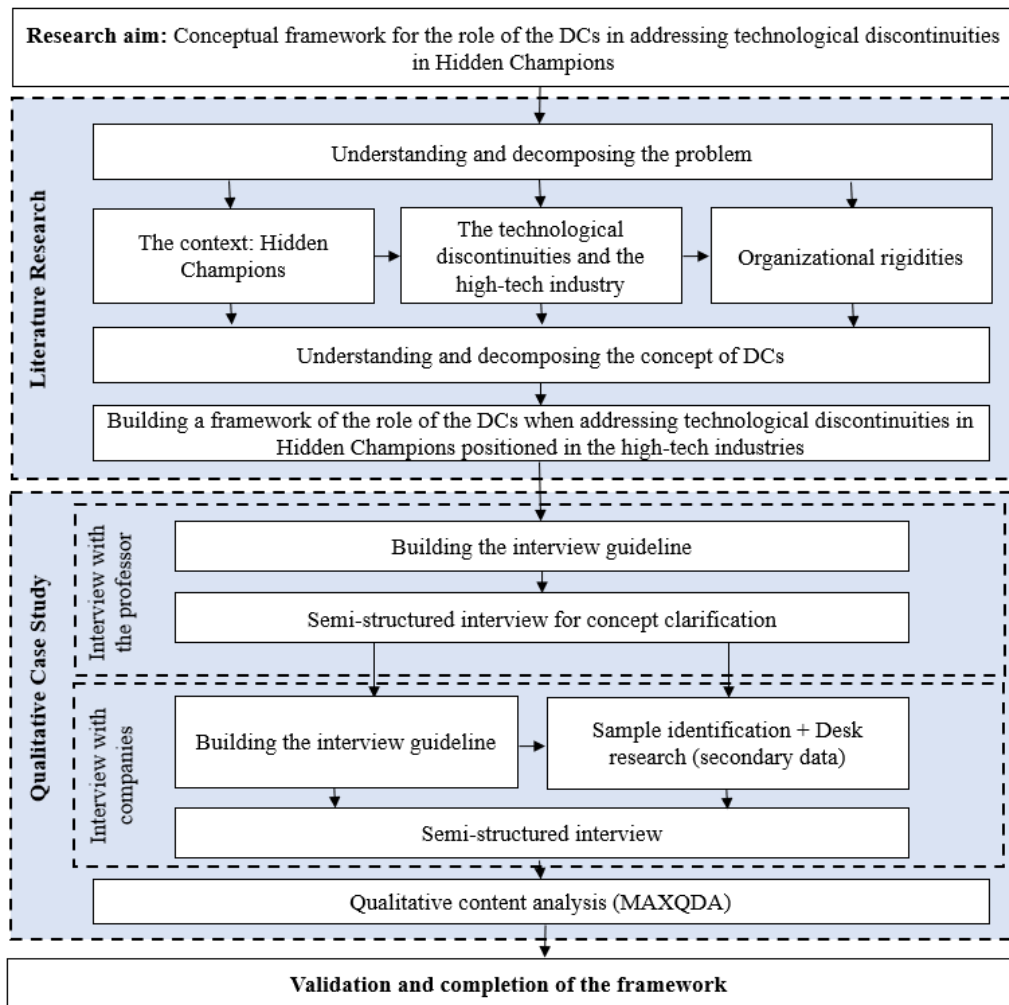 Research aim: Conceptual framework for the role of the DCs in addressing technological discontinuities
in Hidden Champions
Literature Research
Understanding and decomposing the problem
The context: Hidden
Champions
The technological
discontinuities and the
high-tech industry
Organizational rigidities
Understanding and decomposing the concept of DCs
Building a framework of the role of the DCs when addressing technological discontinuities in
Hidden Champions positioned in the high-tech industries
Qualitative Case Study
Interview with
the professor
Building the interview guideline
Semi-structured interview for concept clarification
Interview with
companies
Building the interview guideline
Sample identification + Desk
research (secondary data)
Semi-structured interview
Qualitative content analysis (MAXQDA)
Validation and completion of the framework